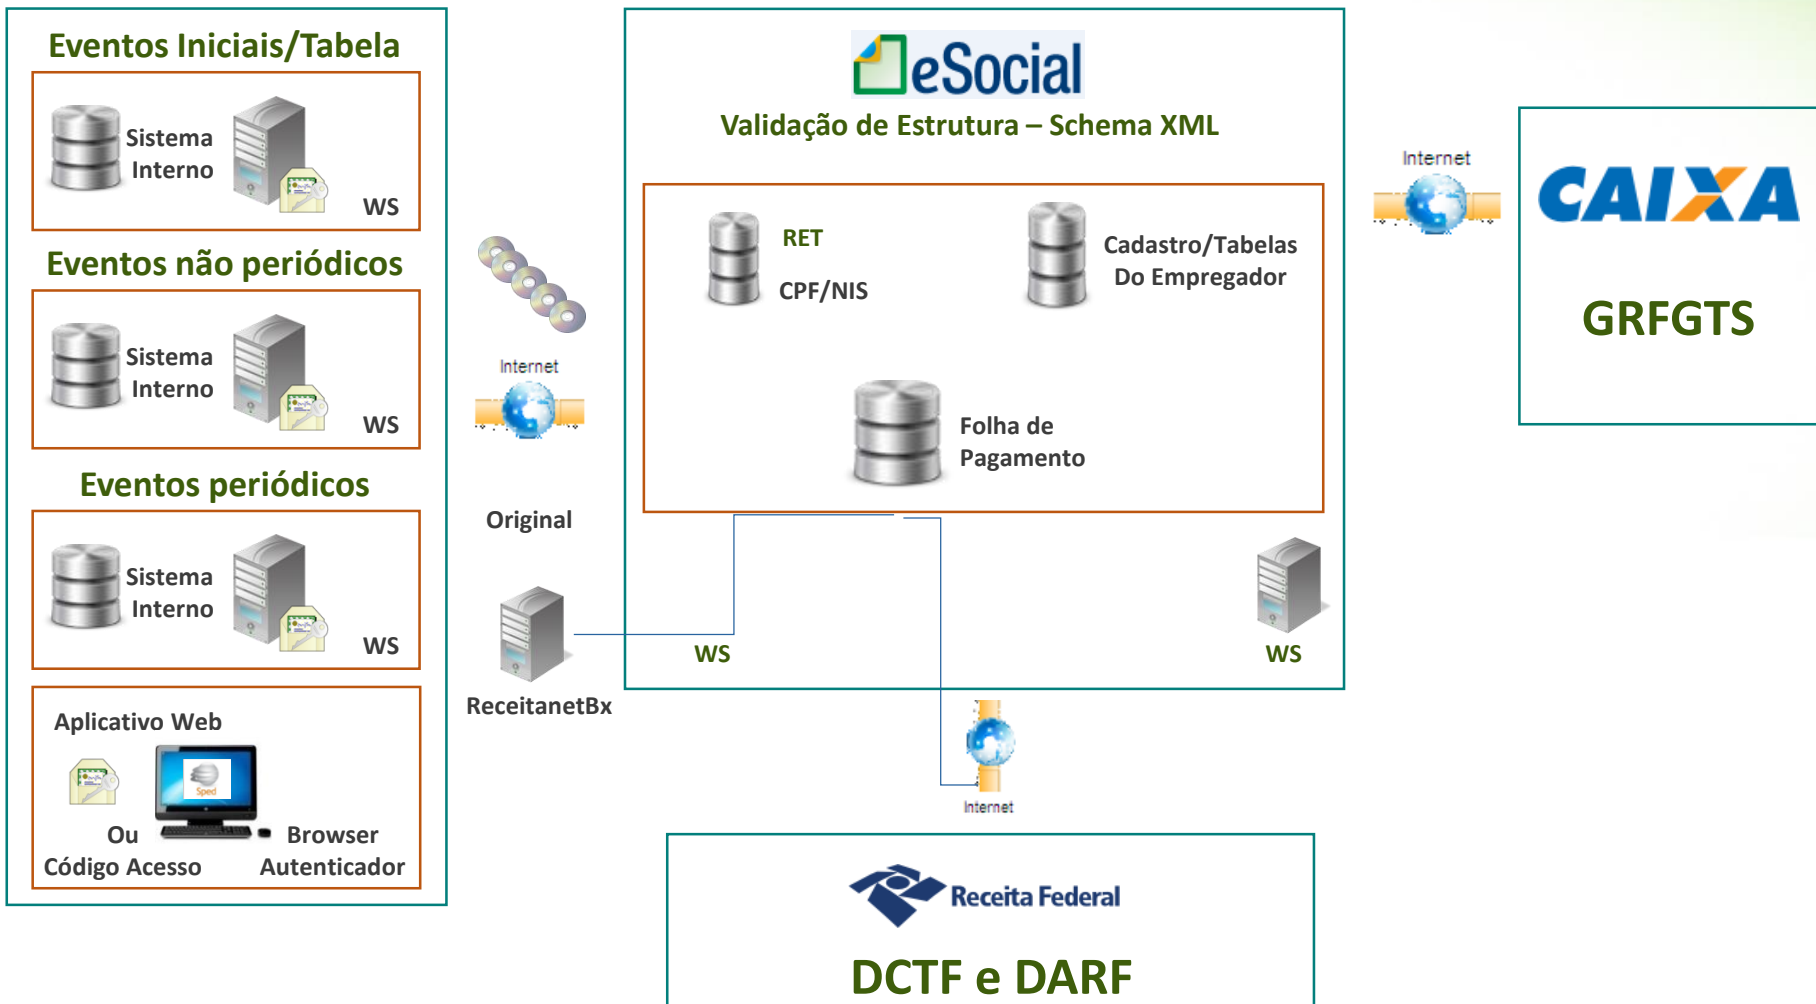 Eventos Iniciais/Tabela
Sistema
Interno
WS
Eventos não periódicos
Sistema
Interno
WS
Eventos periódicos
Sistema
Interno
WS
Aplicativo Web
Sped
Ou
Código Acesso
Browser
Autenticador
Internet
Original
ReceitanetBx
eSocial
Validação de Estrutura – Schema XML
RET
CPF/NIS
Cadastro/Tabelas
Do Empregador
Folha de
Pagamento
WS
WS
Internet
CAIXA
GRFGTS
Internet
Receita Federal
DCTF e DARF